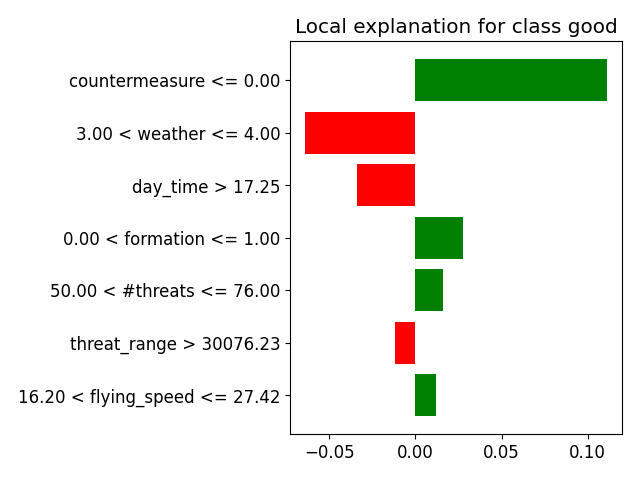 Local explanation for class good
countermeasure <= 0.00
3.00 < weather <= 4.00
day_time > 17.25
0.00 < formation <= 1.00
50.00 < #threats <= 76.00
threat_range > 30076.23
16.20 < flying_speed <= 27.42
−0.05 0.00 0.05 0.10